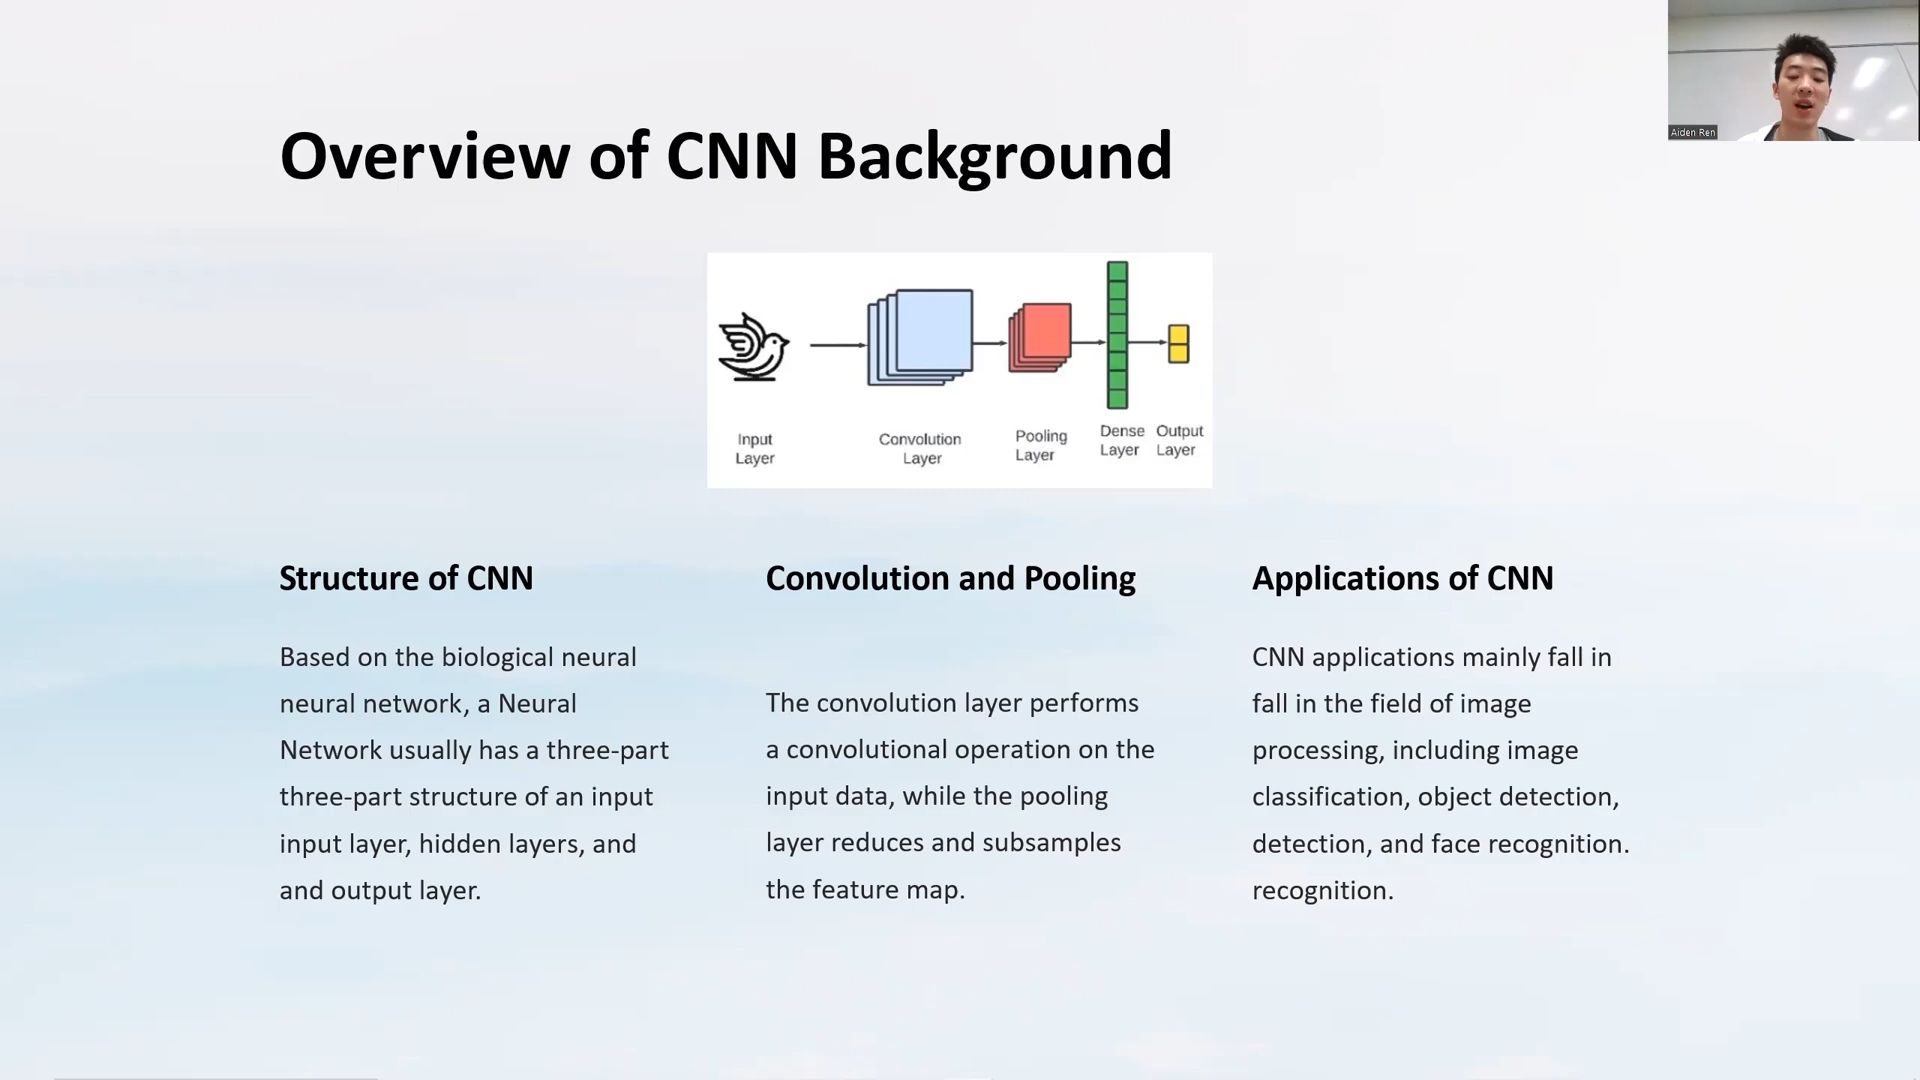 Aiden Ren
Overview of CNN Background
Input
Layer
Convolution
Layer
Pooling
Layer
Dense
Layer
Output
Layer
Structure of CNN
Based on the biological neural
neural network, a Neural
Network usually has a three-part
three-part structure of an input
input layer, hidden layers, and
and output layer.
Convolution and Pooling
The convolution layer performs
a convolutional operation on the
input data, while the pooling
layer reduces and subsamples
the feature map.
Applications of CNN
CNN applications mainly fall in
fall in the field of image
processing, including image
classification, object detection,
detection, and face recognition.
recognition.